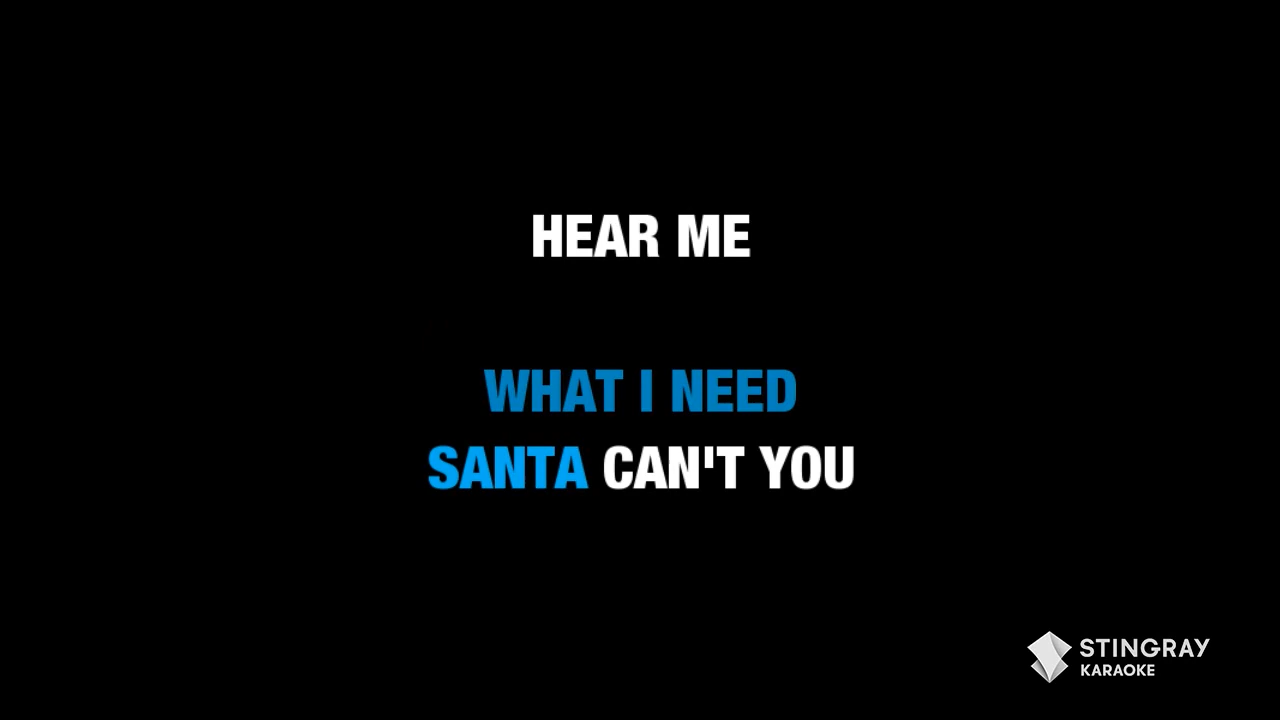 HEAR ME
WHAT I NEED
SANTA CAN'T YOU
STINGRAY
KARAOKE